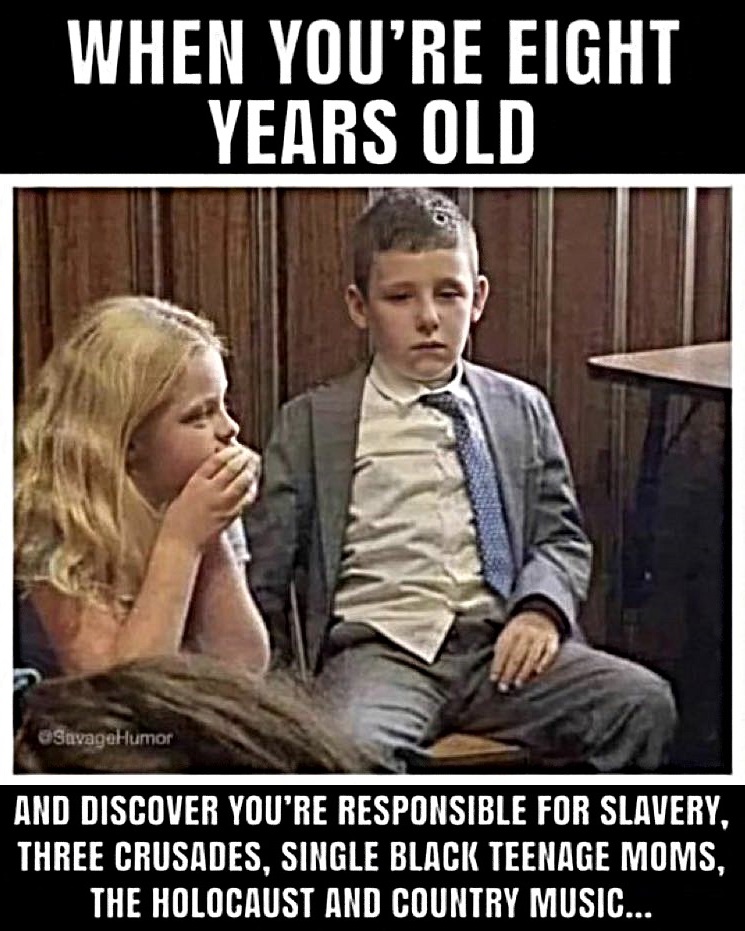 WHEN YOU'RE EIGHT
YEARS OLD
@SavageHumor
AND DISCOVER YOU'RE RESPONSIBLE FOR SLAVERY,
THREE CRUSADES, SINGLE BLACK TEENAGE MOMS,
THE HOLOCAUST AND COUNTRY MUSIC...